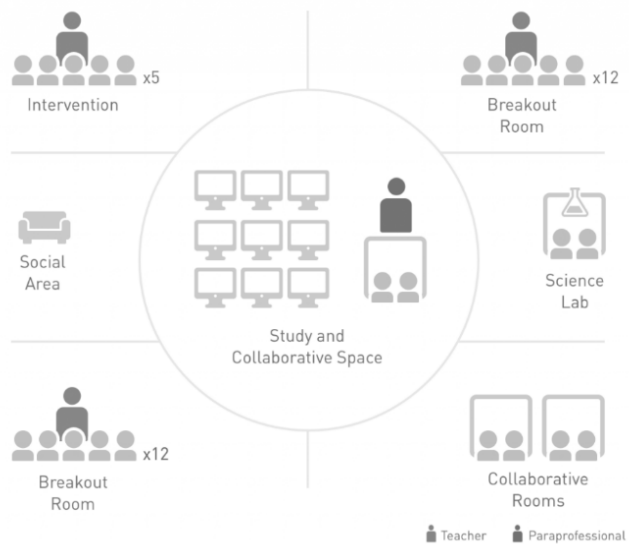 x5
Intervention
x12
Breakout
Room
Social
Area
Science
Lab
Study and
Collaborative Space
x12
Breakout
Room
Collaborative
Rooms
Teacher
Paraprofessional